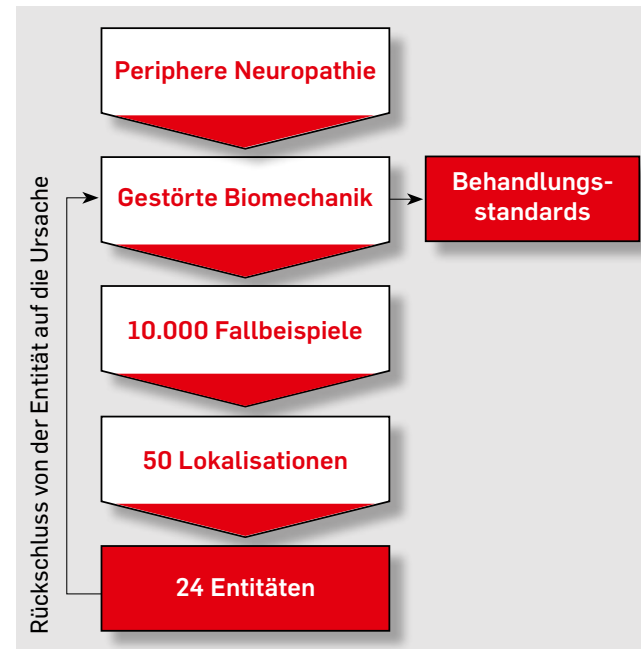 Periphere Neuropathie
Gestörte Biomechanik
Behandlungs-
standards
10.000 Fallbeispiele
50 Lokalisationen
24 Entitäten
Rückschluss von der Entität auf die Ursache